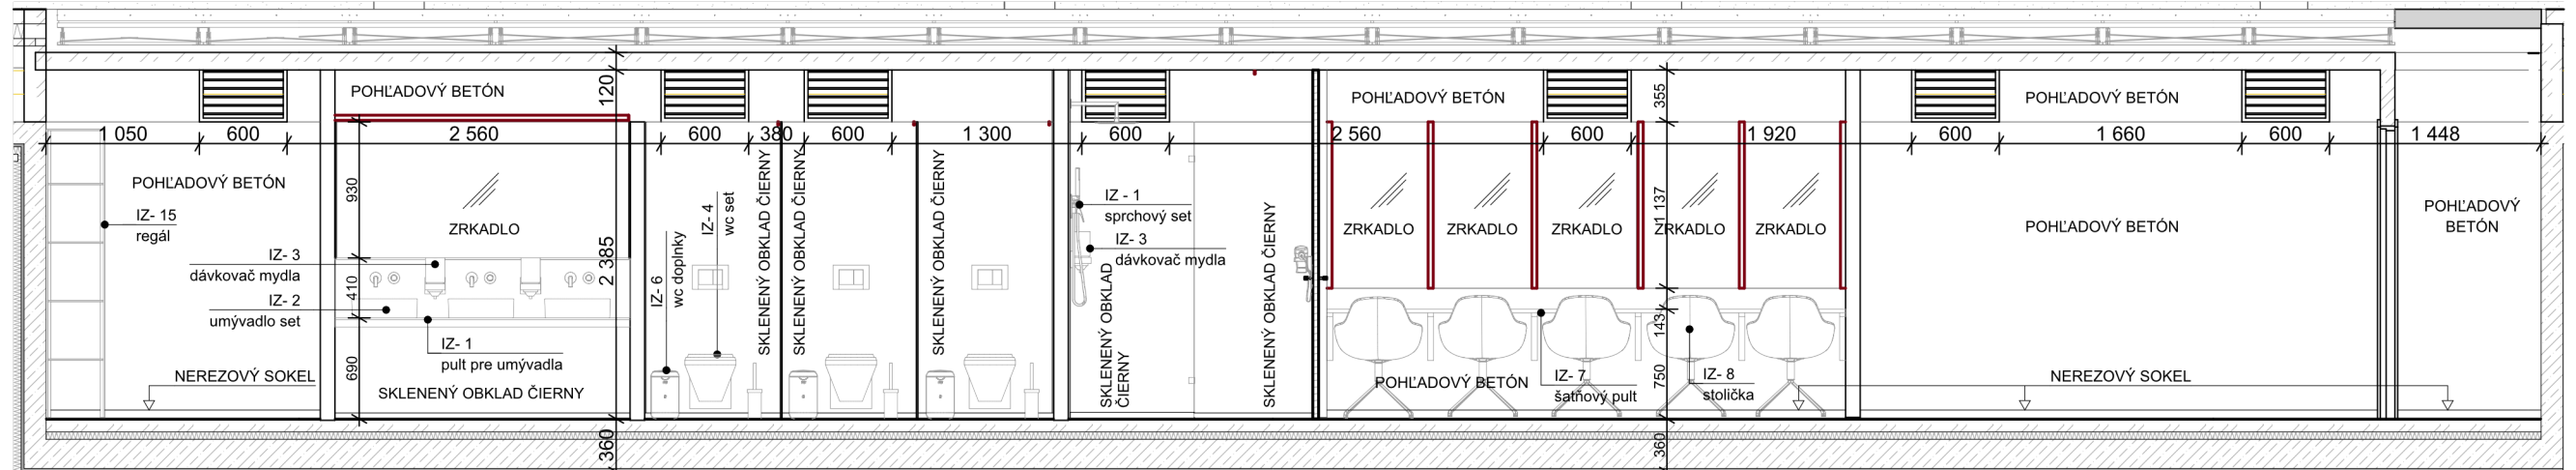 POHĽADOVÝ BETÓN
120
POHĽADOVÝ BETÓN
355
POHĽADOVÝ BETÓN
1 050
600
2 560
600
380
600
1 300
600
2 560
600
1 920
600
1 660
600
1 448
POHĽADOVÝ BETÓN
930
ZRKADLO
IZ- 15
regál
2 385
IZ- 3
dávkovač mydla
410
IZ- 2
umývadlo set
IZ- 1
pult pre umývadla
690
NEREZOVÝ SOKEL
SKLENENÝ OBKLAD ČIERNY
360
IZ- 6
wc doplnky
IZ- 4
wc set
SKLENENÝ OBKLAD ČIERNY
SKLENENÝ OBKLAD ČIERNY
SKLENENÝ OBKLAD ČIERNY
IZ - 1
sprchový set
IZ- 3
dávkovač mydla
SKLENENÝ OBKLAD
ČIERNY
SKLENENÝ OBKLAD ČIERNY
ZRKADLO
ZRKADLO
ZRKADLO
ZRKADLO
ZRKADLO
1 137
143
750
360
POHĽADOVÝ BETÓN
IZ- 7
šatňový pult
IZ- 8
stolička
POHĽADOVÝ BETÓN
NEREZOVÝ SOKEL
POHĽADOVÝ
BETÓN